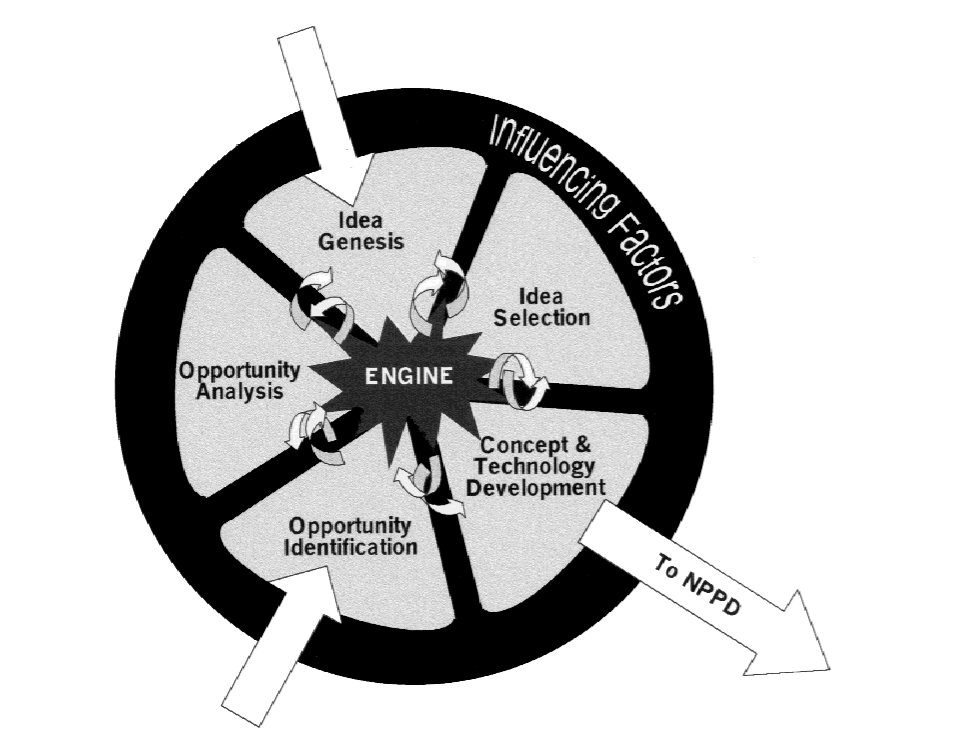 Influencing Factors
Idea
Genesis
Idea
Selection
Opportunity
Analysis
ENGINE
Concept &
Technology
Development
Opportunity
Identification
To NPPD